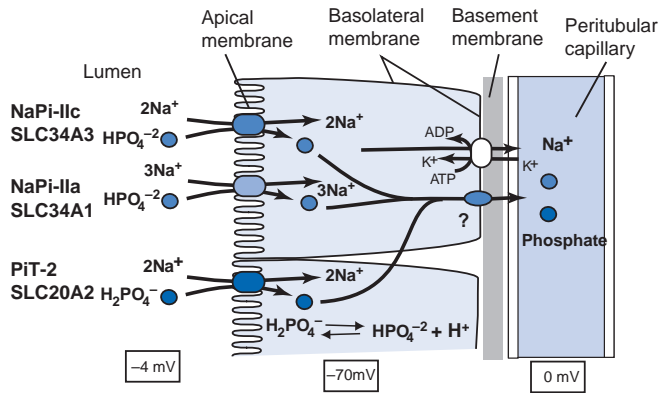 Apical
membrane
Basolateral
membrane
Basement
membrane
Peritubular
capillary
Lumen
NaPi-IIc
SLC34A3
2Na⁺
HPO₄⁻²
2Na⁺
NaPi-IIa
SLC34A1
3Na⁺
HPO₄⁻²
3Na⁺
PiT-2
SLC20A2
2Na⁺
H₂PO₄⁻
2Na⁺
H₂PO₄⁻ HPO₄⁻² + H⁺
ADP
K⁺
ATP
?
Na⁺
K⁺
Phosphate
–4 mV
–70mV
0 mV